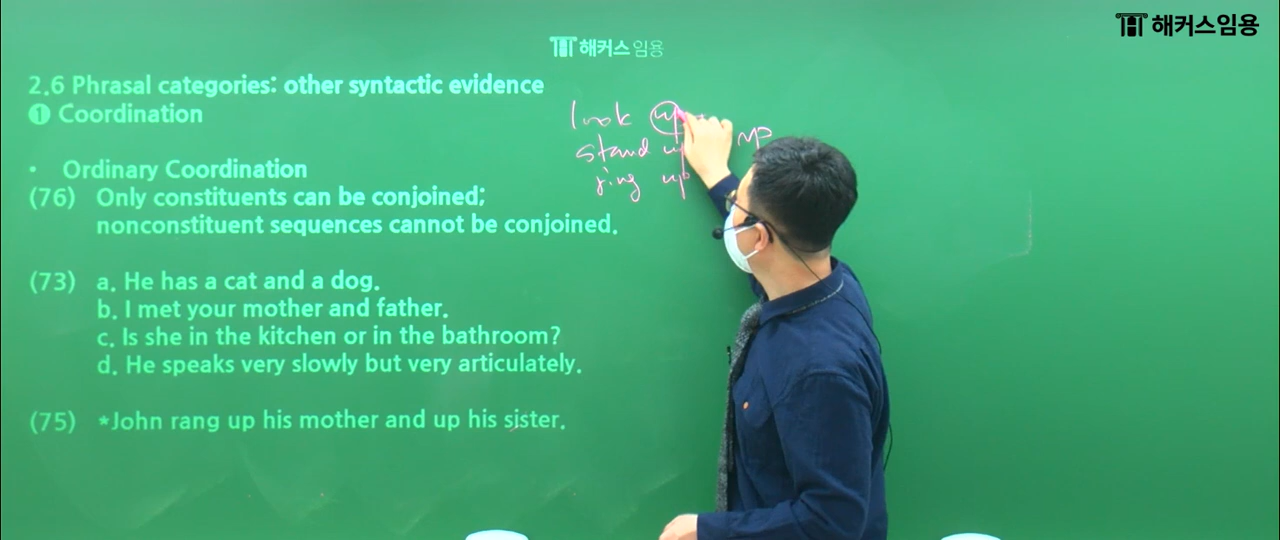 해커스임용
해커스임용
2.6 Phrasal categories: other syntactic evidence
❶ Coordination
look up
stand up
ring up
NP
• Ordinary Coordination
(76) Only constituents can be conjoined;
nonconstituent sequences cannot be conjoined.
(73) a. He has a cat and a dog.
b. I met your mother and father.
c. Is she in the kitchen or in the bathroom?
d. He speaks very slowly but very articulately.
(75) *John rang up his mother and up his sister.